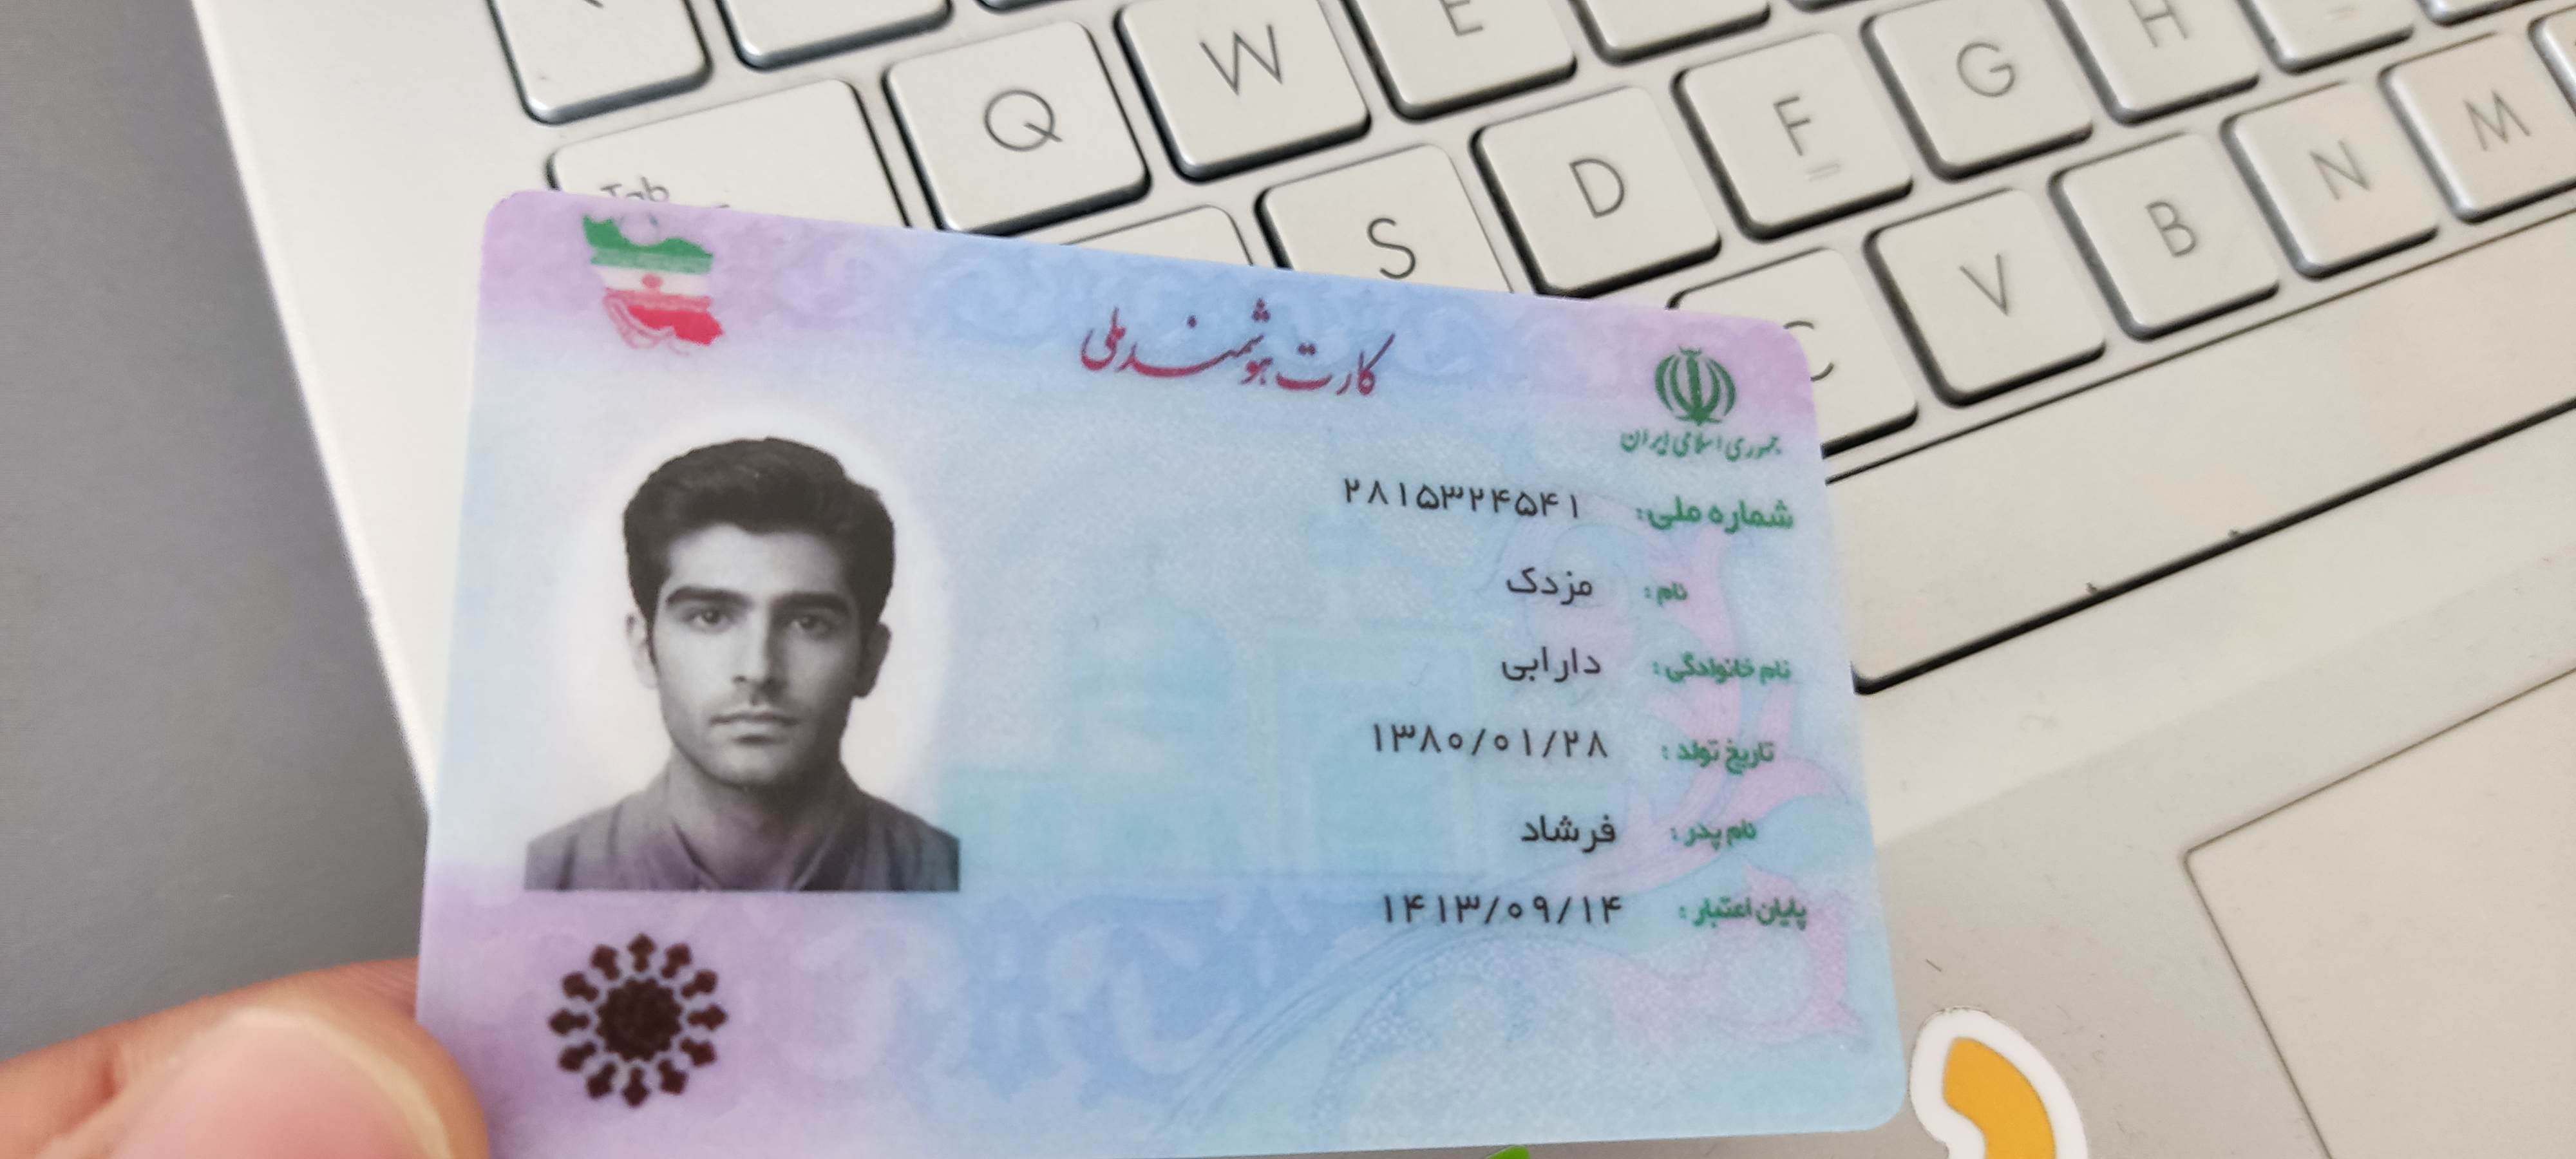 Tab
Q
W
E
S
D
F
G
H
C
V
B
N
M
کارت هوشمند ملی
جمهوری اسلامی ایران
شماره ملی: ۲۸۱۵۳۲۴۵۴۱
نام: مزدک
نام خانوادگی: دارابی
تاریخ تولد: ۱۳۸۰/۰۱/۲۸
نام پدر: فرشاد
پایان اعتبار: ۱۴۱۳/۰۹/۱۴